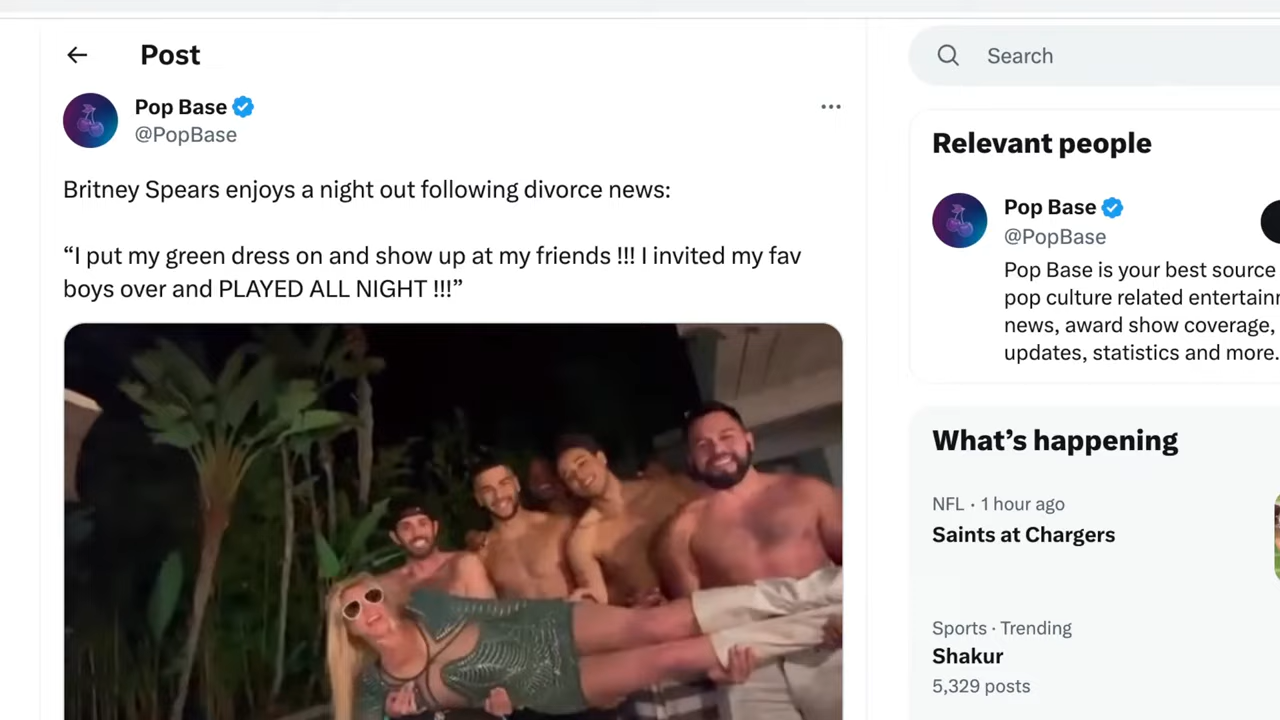 Post
Pop Base
@PopBase
Britney Spears enjoys a night out following divorce news:
“I put my green dress on and show up at my friends !!! I invited my fav
boys over and PLAYED ALL NIGHT !!!”
Search
Relevant people
Pop Base
@PopBase
Pop Base is your best source
pop culture related
news, award show coverage,
updates, statistics and more.
What’s happening
NFL · 1 hour ago
Saints at Chargers
Sports · Trending
Shakur
5,329 posts